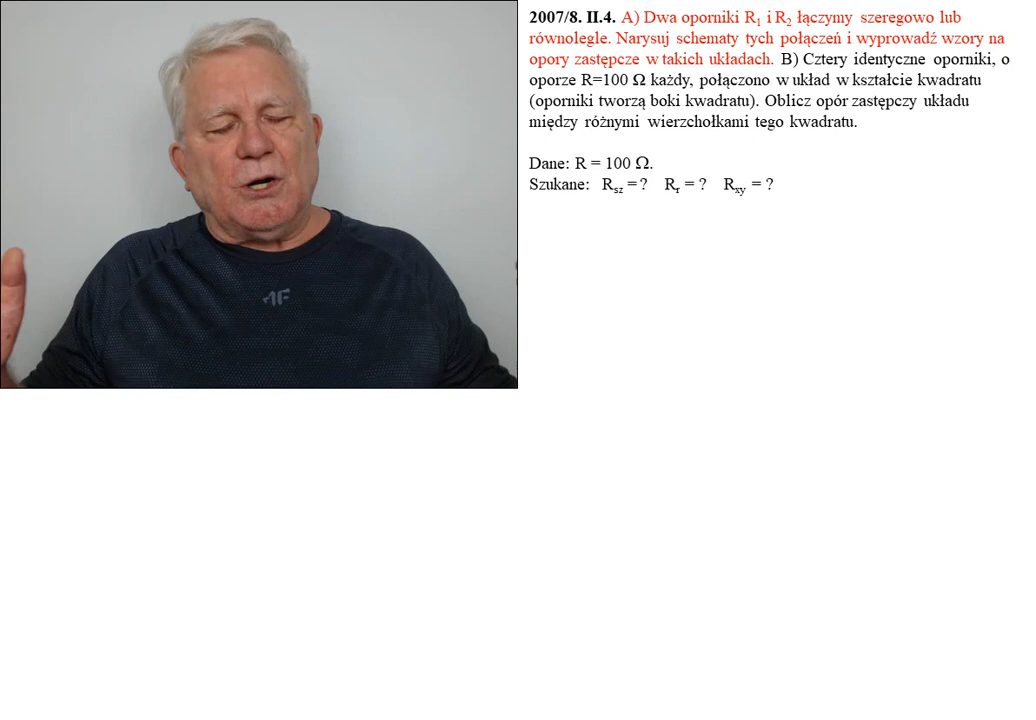 2007/8. II.4. A) Dwa oporniki R₁ i R₂ łączymy szeregowo lub
równolegle. Narysuj schematy tych połączeń i wyprowadź wzory na
opory zastępcze w takich układach. B) Cztery identyczne oporniki, o
oporze R=100 Ω każdy, połączono w układ w kształcie kwadratu
(oporniki tworzą boki kwadratu). Oblicz opór zastępczy układu
między różnymi wierzchołkami tego kwadratu.
Dane: R = 100 Ω.
Szukane: Rsz = ? Rr = ? Rxy = ?
4F